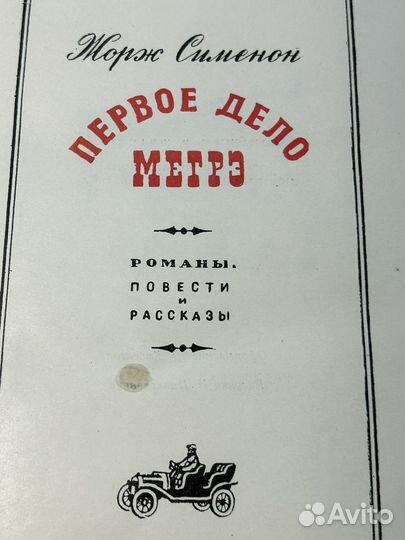 Жорж Сименон
ПЕРВОЕ ДЕЛО
МЕГРЭ
РОМАНЫ.
ПОВЕСТИ
и
РАССКАЗЫ
Avito